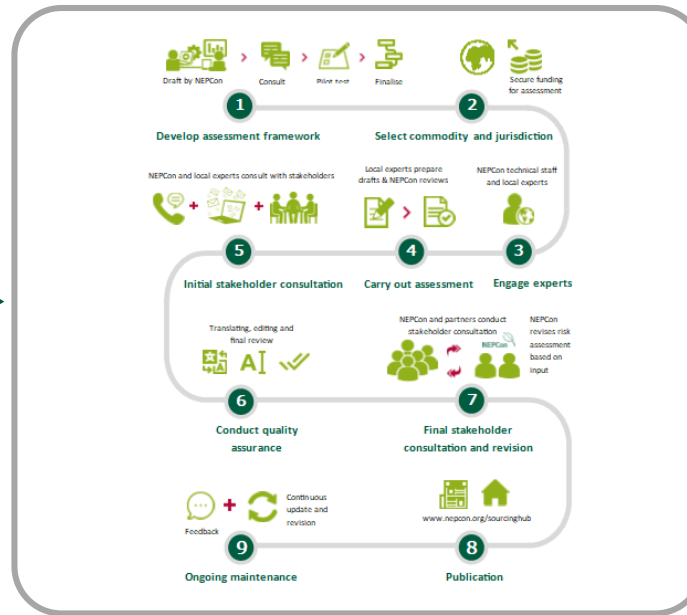 Draft by NEPCon
Consult
Pilot test
Finalise
Secure funding
for assessment
1
2
Develop assessment framework
Select commodity and jurisdiction
NEPCon and local experts consult with stakeholders
Local experts prepare
drafts & NEPCon reviews
NEPCon technical staff
and local experts
5
4
3
Initial stakeholder consultation
Carry out assessment
Engage experts
Translating, editing and
final review
A
AI
NEPCon and partners conduct
stakeholder consultation
NEPCon
NEPCon
revises risk
assessment
based on
input
6
7
Conduct quality
assurance
Final stakeholder
consultation and revision
Feedback
Continuous
update and
revision
www.nepcon.org/sourcinghub
9
8
Ongoing maintenance
Publication